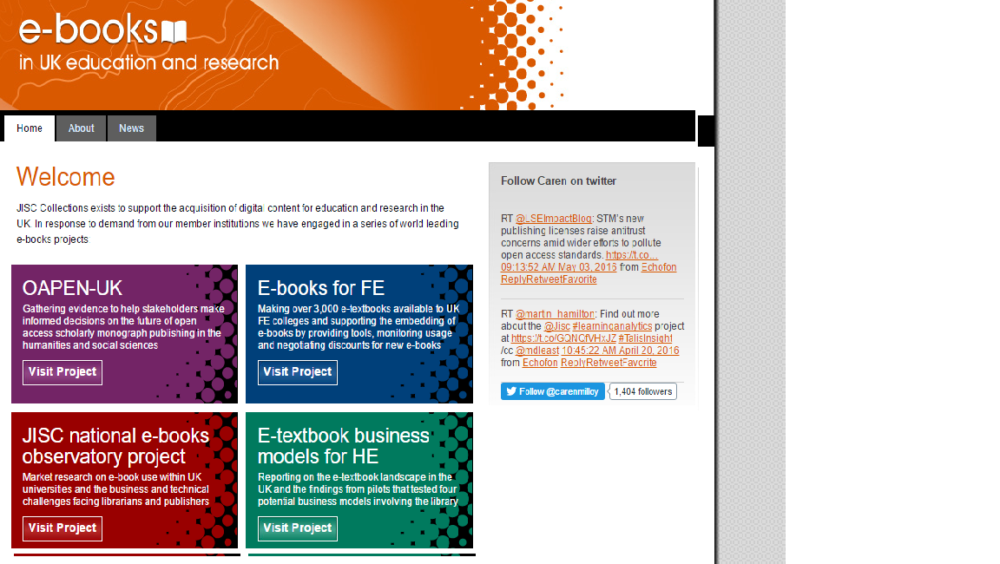 e-books
in UK education and research
Home
About
News
Welcome
JISC Collections exists to support the acquisition of digital content for education and research in the
UK. In response to demand from our member institutions we have engaged in a series of world leading
e-books projects:
OAPEN-UK
Gathering evidence to help stakeholders make
informed decisions on the future of open
access scholarly monograph publishing in the
humanities and social sciences
Visit Project
E-books for FE
Making over 3,000 e-textbooks available to UK
FE colleges and supporting the embedding of
e-books by providing tools, monitoring usage
and negotiating discounts for new e-books
Visit Project
JISC national e-books
observatory project
Market research on e-book use within UK
universities and the business and technical
challenges facing librarians and publishers
Visit Project
E-textbook business
models for HE
Reporting on the e-textbook landscape in the
UK and the findings from pilots that tested four
potential business models involving the library
Visit Project
Follow Caren on twitter
RT @LSEImpactBlog: STM's new
publishing licenses raise antitrust
concerns amid wider efforts to pollute
open access standards. https://t.co…
09:13:52 AM May 03, 2016 from Echofon
ReplyRetweetFavorite
RT @martin_hamilton: Find out more
about the @Jisc #learninganalytics project
at https://t.co/GQNOfVHxJZ #TalisInsight
/cc @mdleast 10:45:22 AM April 20, 2016
from Echofon ReplyRetweetFavorite
Follow @carenmilloy
1,404 followers